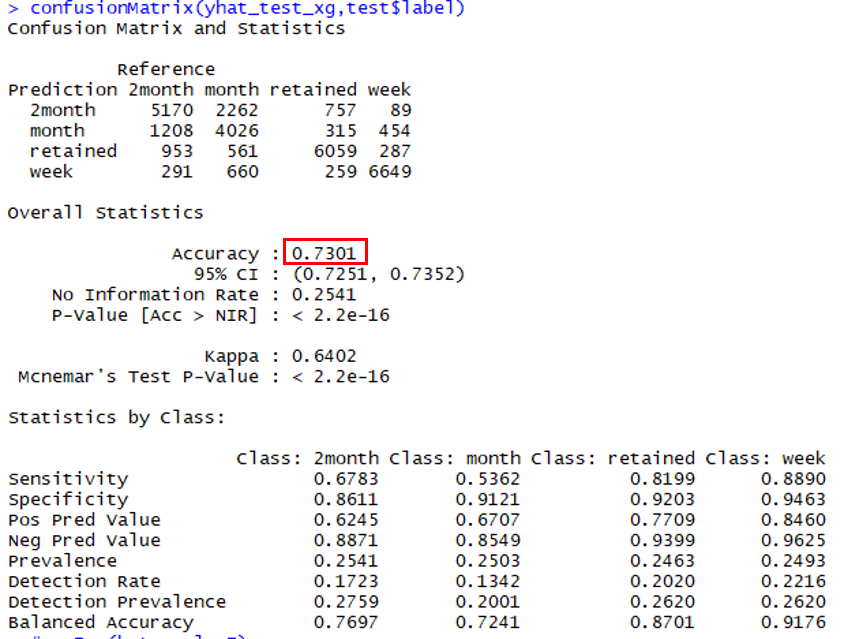 > confusionMatrix(yhat_test_xg,test$label)
Confusion Matrix and Statistics
Reference
Prediction 2month month retained week
2month 5170 2262 757 89
month 1208 4026 315 454
retained 953 561 6059 287
week 291 660 259 6649
Overall Statistics
Accuracy : 0.7301
95% CI : (0.7251, 0.7352)
No Information Rate : 0.2541
P-Value [Acc > NIR] : < 2.2e-16
Kappa : 0.6402
Mcnemar's Test P-Value : < 2.2e-16
Statistics by Class:
Class: 2month Class: month Class: retained Class: week
Sensitivity 0.6783 0.5362 0.8199 0.8890
Specificity 0.8611 0.9121 0.9203 0.9463
Pos Pred Value 0.6245 0.6707 0.7709 0.8460
Neg Pred Value 0.8871 0.8549 0.9399 0.9625
Prevalence 0.2541 0.2503 0.2463 0.2493
Detection Rate 0.1723 0.1342 0.2020 0.2216
Detection Prevalence 0.2759 0.2001 0.2620 0.2620
Balanced Accuracy 0.7697 0.7241 0.8701 0.9176